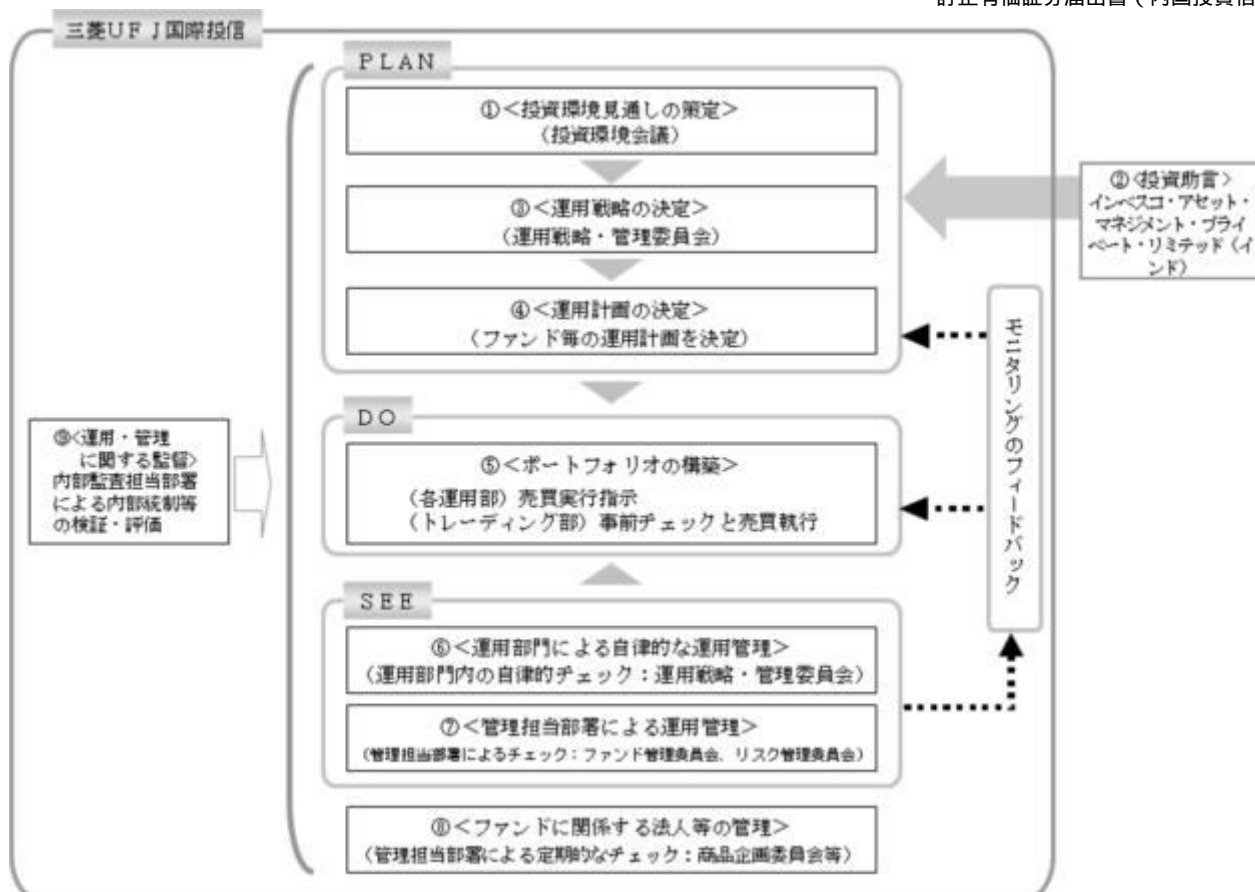 三菱ＵＦＪ国際投信
ＰＬＡＮ
①＜投資環境見通しの策定＞
（投資環境会議）
②＜投資助言＞
インベスコ・アセット・
マネジメント・プライ
ベート・リミテッド（イ
ンド）
③＜運用戦略の決定＞
（運用戦略・管理委員会）
④＜運用計画の決定＞
（ファンド毎の運用計画を決定）
モニタリングのフィードバック
ＤＯ
⑤＜ポートフォリオの構築＞
（各運用部）売買実行指示
（トレーディング部）事前チェックと売買執行
⑨＜運用・管理
に関する監督＞
内部監査担当部署
による内部統制等
の検証・評価
ＳＥＥ
⑥＜運用部門による自律的な運用管理＞
（運用部門内の自律的チェック：運用戦略・管理委員会）
⑦＜管理担当部署による運用管理＞
（管理担当部署によるチェック：ファンド管理委員会、リスク管理委員会）
⑧＜ファンドに関係する法人等の管理＞
（管理担当部署による定期的なチェック：商品企画委員会等）